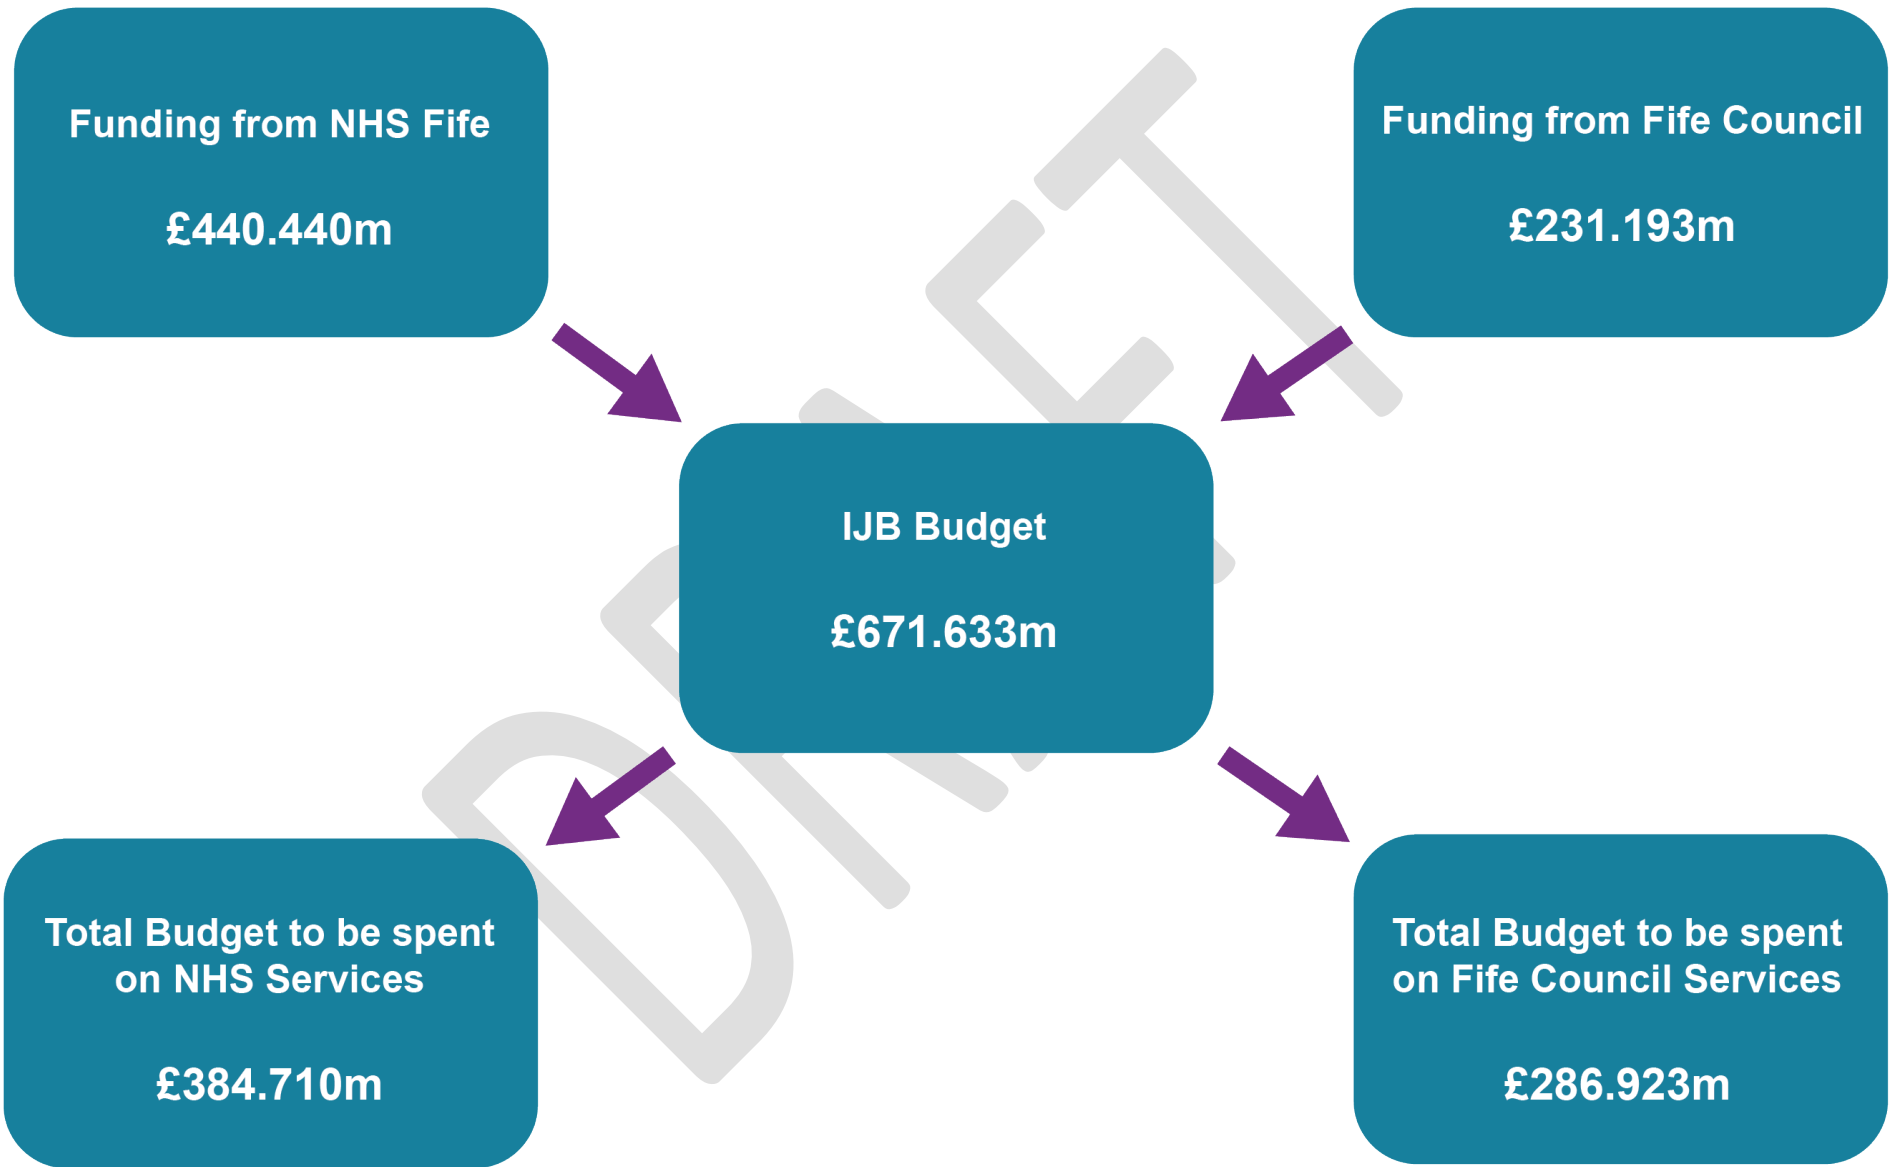 Funding from NHS Fife
£440.440m
Funding from Fife Council
£231.193m
IJB Budget
£671.633m
Total Budget to be spent
on NHS Services
£384.710m
Total Budget to be spent
on Fife Council Services
£286.923m
DRAFT